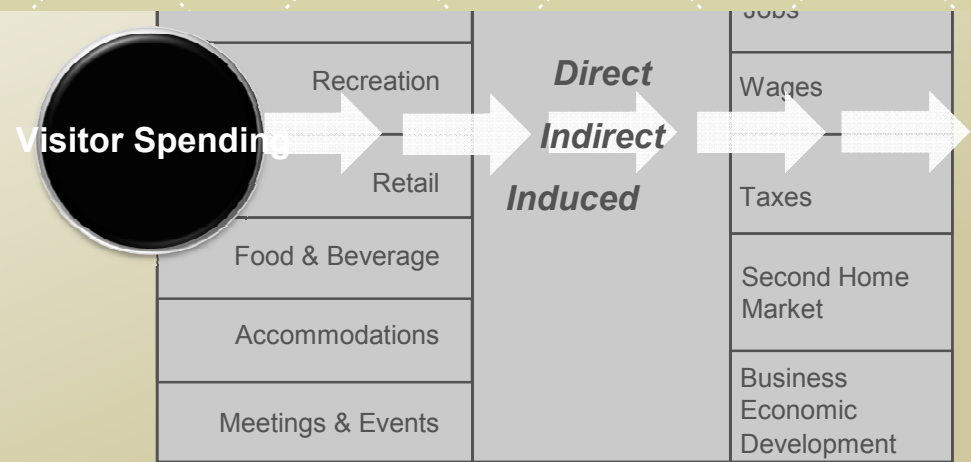 Visitor Spending
Recreation
Retail
Food & Beverage
Accommodations
Meetings & Events
Direct
Indirect
Induced
Jobs
Wages
Taxes
Second Home
Market
Business
Economic
Development